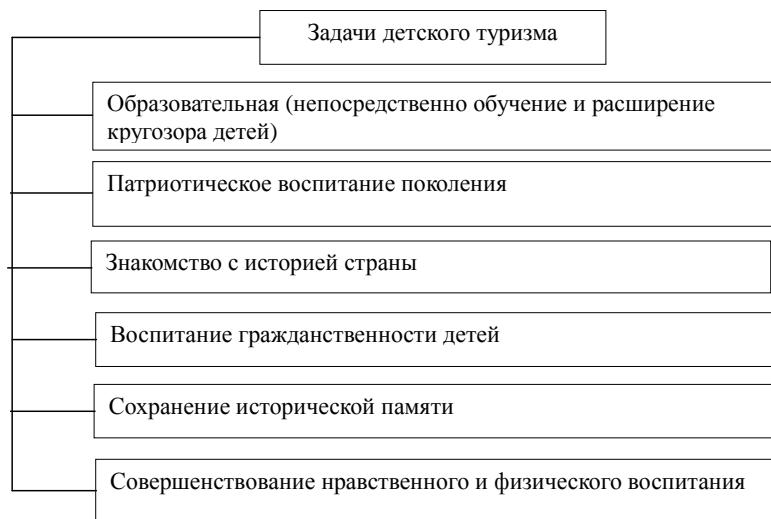 Задачи детского туризма
Образовательная (непосредственно обучение и расширение
кругозора детей)
Патриотическое воспитание поколения
Знакомство с историей страны
Воспитание гражданственности детей
Сохранение исторической памяти
Совершенствование нравственного и физического воспитания